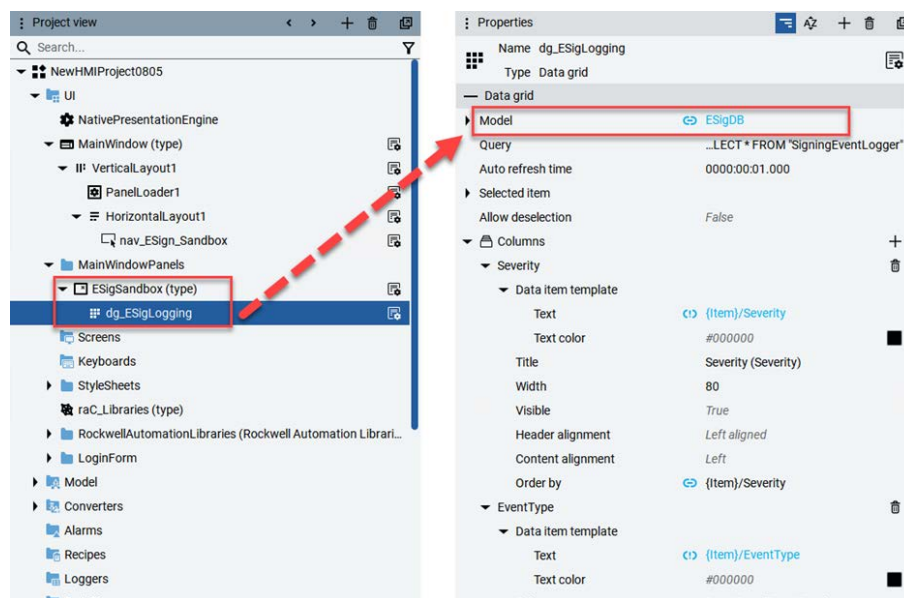 Project view
Search...
NewHMIProject0805
UI
NativePresentationEngine
MainWindow (type)
VerticalLayout1
PanelLoader1
HorizontalLayout1
nav_ESign_Sandbox
MainWindowPanels
ESigSandbox (type)
dg_ESigLogging
Screens
Keyboards
StyleSheets
raC_Libraries (type)
RockwellAutomationLibraries (Rockwell Automation Librari...
LoginForm
Model
Converters
Alarms
Recipes
Loggers
Properties
Name dg_ESigLogging
Type Data grid
Data grid
Model ESigDB
Query ...LECT * FROM "SigningEventLogger"
Auto refresh time 0000:00:01.000
Selected item
Allow deselection False
Columns
Severity
Data item template
Text {Item}/Severity
Text color #000000
Title Severity (Severity)
Width 80
Visible True
Header alignment Left aligned
Content alignment Left
Order by {Item}/Severity
EventType
Data item template
Text {Item}/EventType
Text color #000000